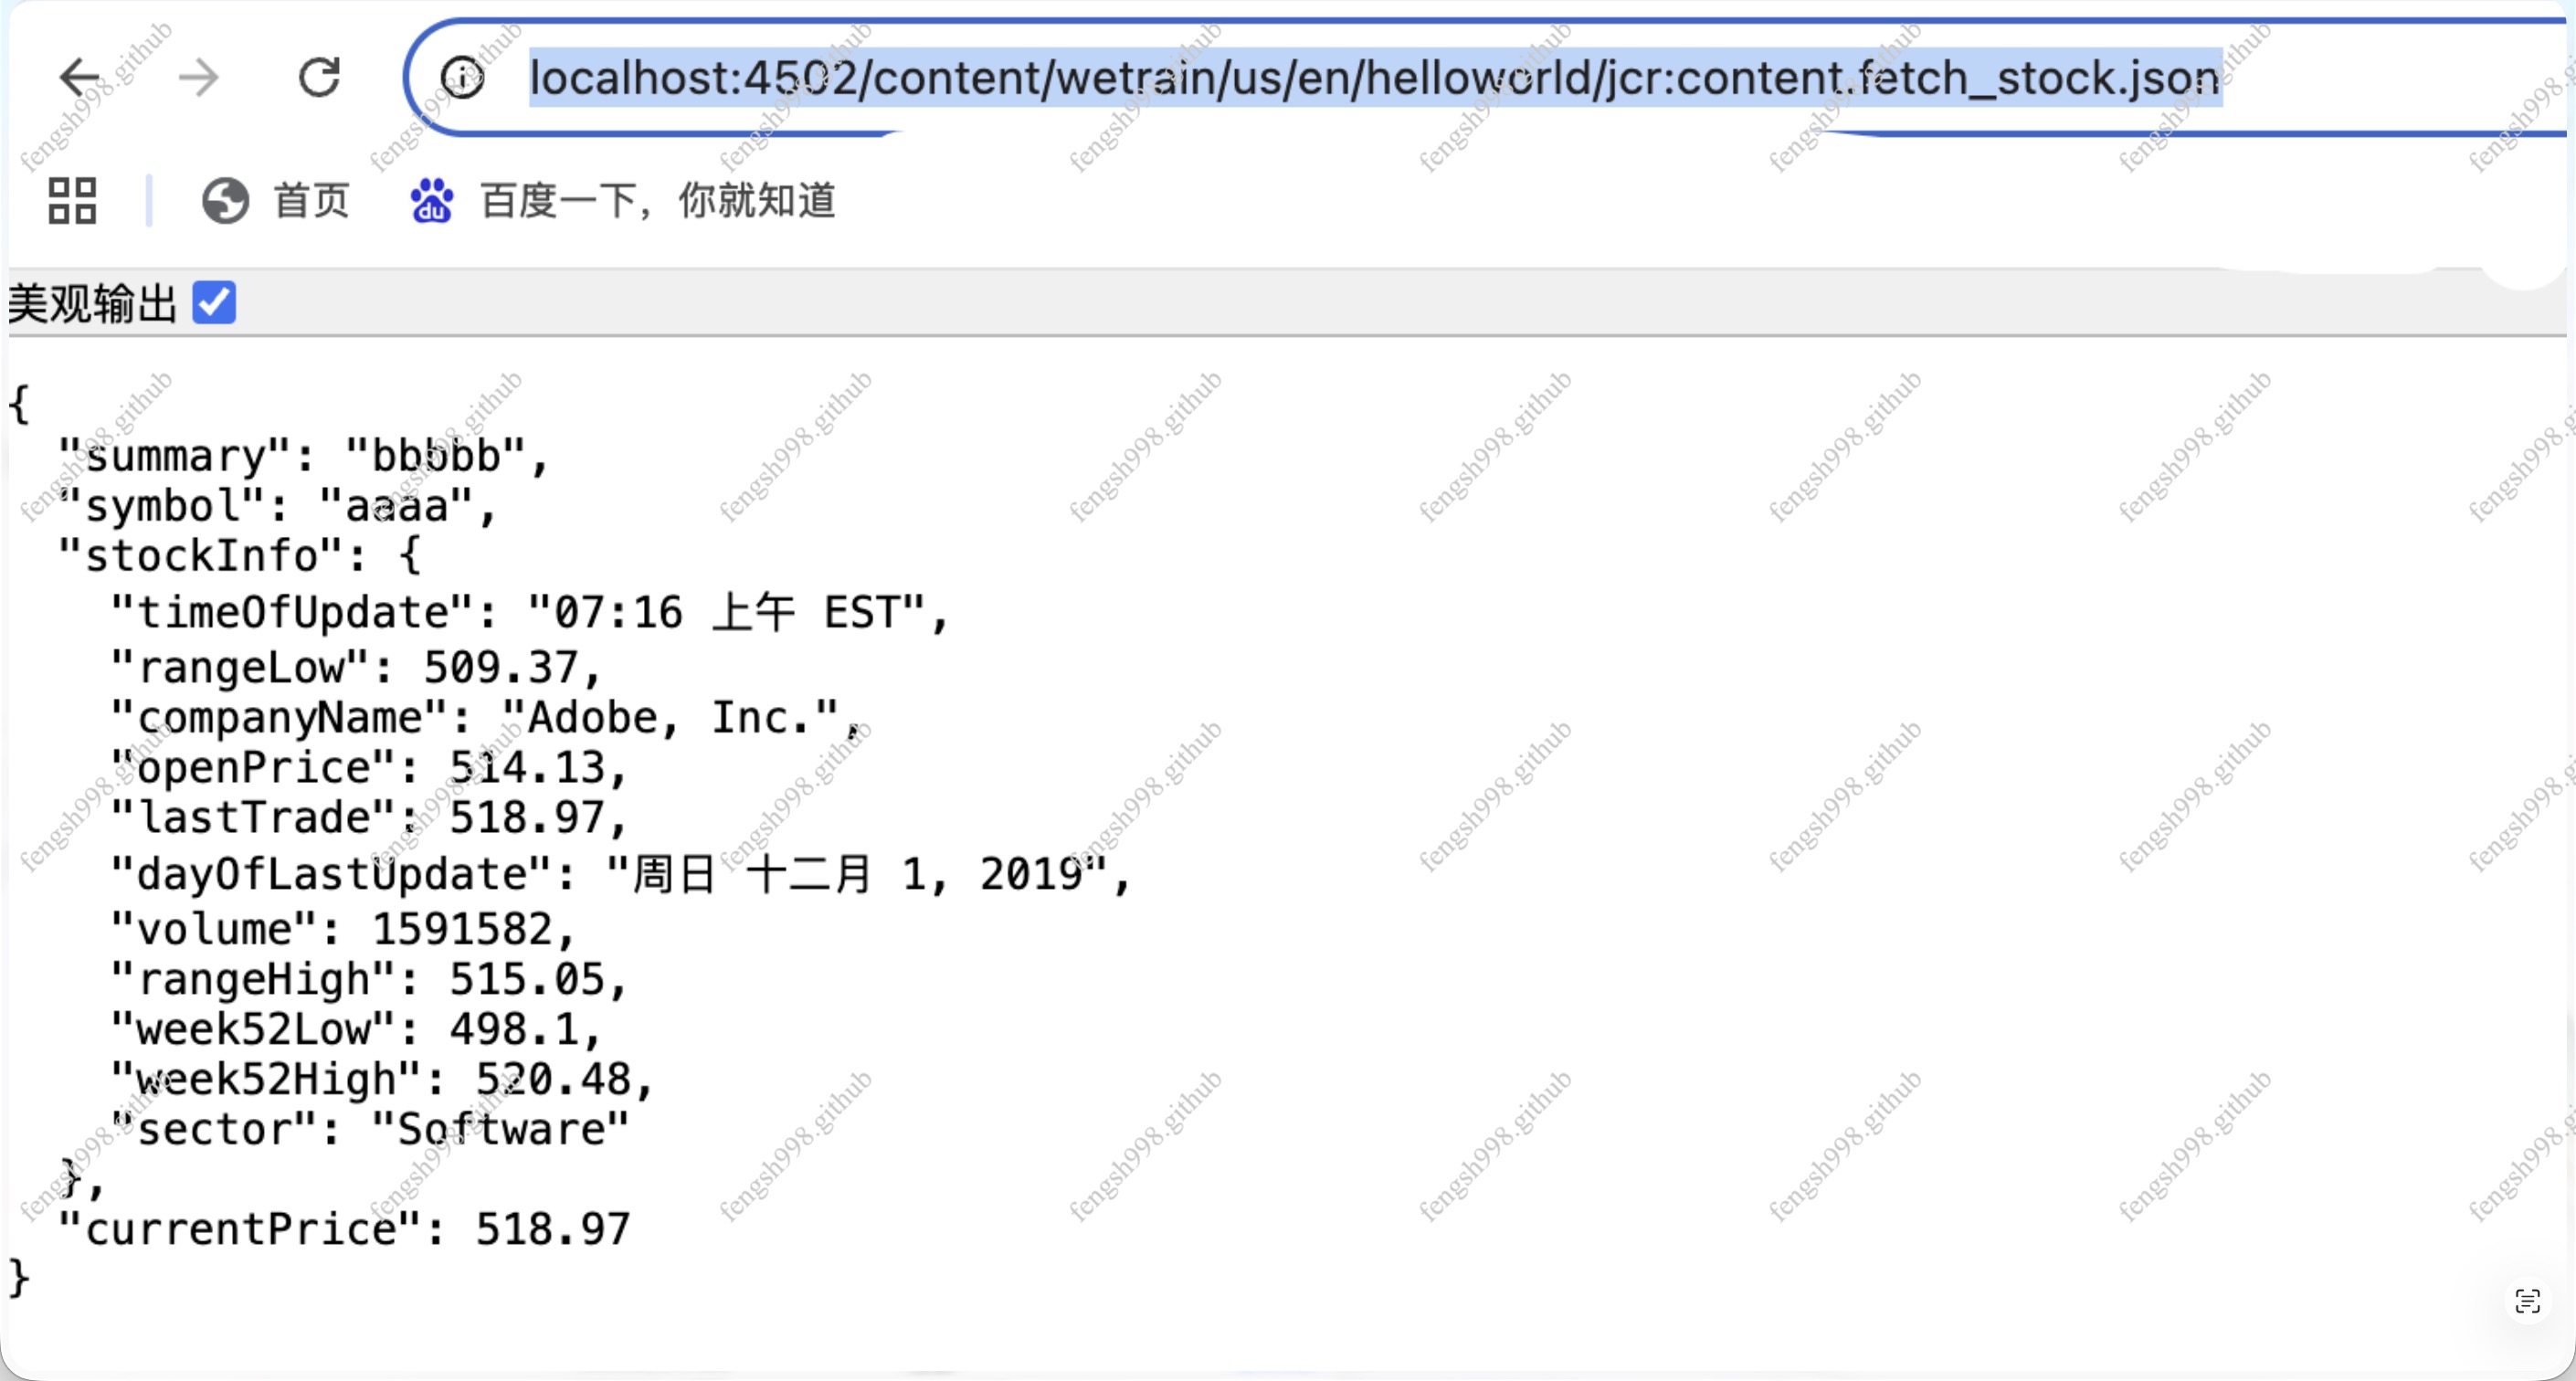 localhost:4502/content/wetrain/us/en/helloworld/jcr:content.fetch_stock.json
首页 百度一下，你就知道
美观输出
{
"summary": "bbbbb",
"symbol": "aaaa",
"stockInfo": {
"timeOfUpdate": "07:16 上午 EST",
"rangeLow": 509.37,
"companyName": "Adobe, Inc.",
"openPrice": 514.13,
"lastTrade": 518.97,
"dayOfLastUpdate": "周日 十二月 1, 2019",
"volume": 1591582,
"rangeHigh": 515.05,
"week52Low": 498.1,
"week52High": 520.48,
"sector": "Software"
},
"currentPrice": 518.97
}
fengsh998.github